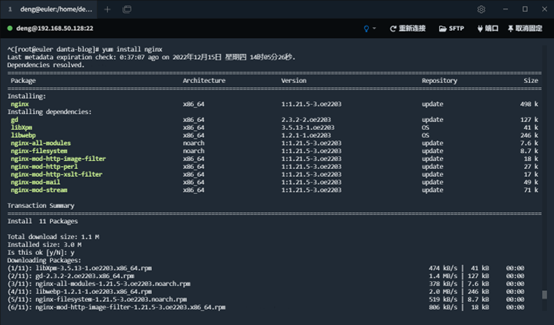 1 deng@euler:/home/de...
deng@192.168.50.128:22 重新连接 SFTP 端口 取消固定
^C[root@euler danta-blog]# yum install nginx
Last metadata expiration check: 0:37:07 ago on 2022年12月15日 星期四 14时05分26秒.
Dependencies resolved.
Package Architecture Version Repository Size
Installing:
nginx x86_64 1:1.21.5-3.oe2203 update 498 k
Installing dependencies:
gd x86_64 2.3.2-2.oe2203 update 127 k
libXpm x86_64 3.5.13-1.oe2203 OS 41 k
libwebp x86_64 1.2.1-1.oe2203 OS 246 k
nginx-all-modules noarch 1:1.21.5-3.oe2203 update 7.6 k
nginx-filesystem noarch 1:1.21.5-3.oe2203 update 8.7 k
nginx-mod-http-image-filter x86_64 1:1.21.5-3.oe2203 update 18 k
nginx-mod-http-perl x86_64 1:1.21.5-3.oe2203 update 27 k
nginx-mod-http-xslt-filter x86_64 1:1.21.5-3.oe2203 update 17 k
nginx-mod-mail x86_64 1:1.21.5-3.oe2203 update 49 k
nginx-mod-stream x86_64 1:1.21.5-3.oe2203 update 71 k
Transaction Summary
Install 11 Packages
Total download size: 1.1 M
Installed size: 3.0 M
Is this ok [y/N]: y
Downloading Packages:
(1/11): libXpm-3.5.13-1.oe2203.x86_64.rpm 474 kB/s | 41 kB 00:00
(2/11): gd-2.3.2-2.oe2203.x86_64.rpm 1.4 MB/s | 127 kB 00:00
(3/11): nginx-all-modules-1.21.5-3.oe2203.noarch.rpm 378 kB/s | 7.6 kB 00:00
(4/11): libwebp-1.2.1-1.oe2203.x86_64.rpm 2.0 MB/s | 246 kB 00:00
(5/11): nginx-filesystem-1.21.5-3.oe2203.noarch.rpm 519 kB/s | 8.7 kB 00:00
(6/11): nginx-mod-http-image-filter-1.21.5-3.oe2203.x86_64.rpm 806 kB/s | 18 kB 00:00